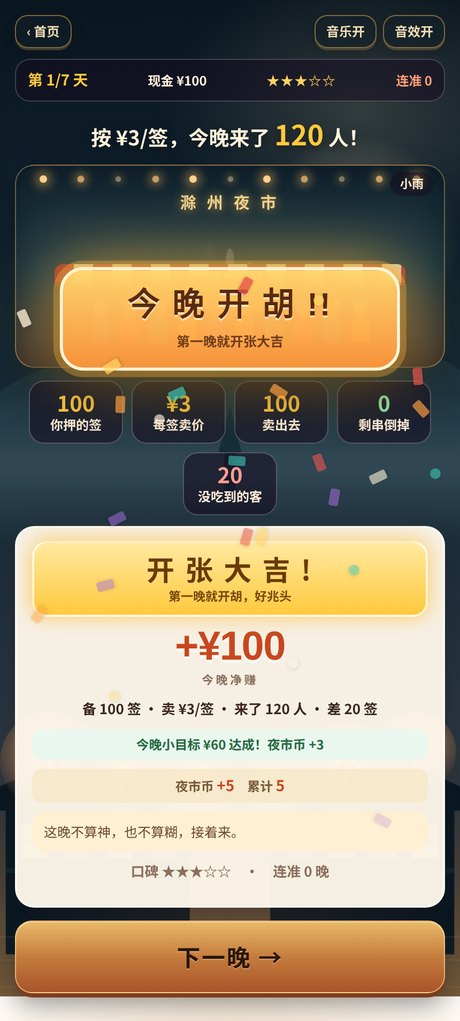 ‹ 首页
音乐开
音效开
第 1/7 天
现金 ¥100
★★★☆☆
连准 0
按 ¥3/签，今晚来了 120 人！
小雨
滁州夜市
今晚开胡!!
第一晚就开张大吉
100
你押的签
¥3
每签卖价
100
卖出去
0
剩串倒掉
20
没吃到的客
开张大吉！
第一晚就开胡，好兆头
+¥100
今晚净赚
备 100 签 · 卖 ¥3/签 · 来了 120 人 · 差 20 签
今晚小目标 ¥60 达成！夜市币 +3
夜市币 +5 累计 5
这晚不算神，也不算糊，接着来。
口碑 ★★★☆☆ · 连准 0 晚
下一晚 →